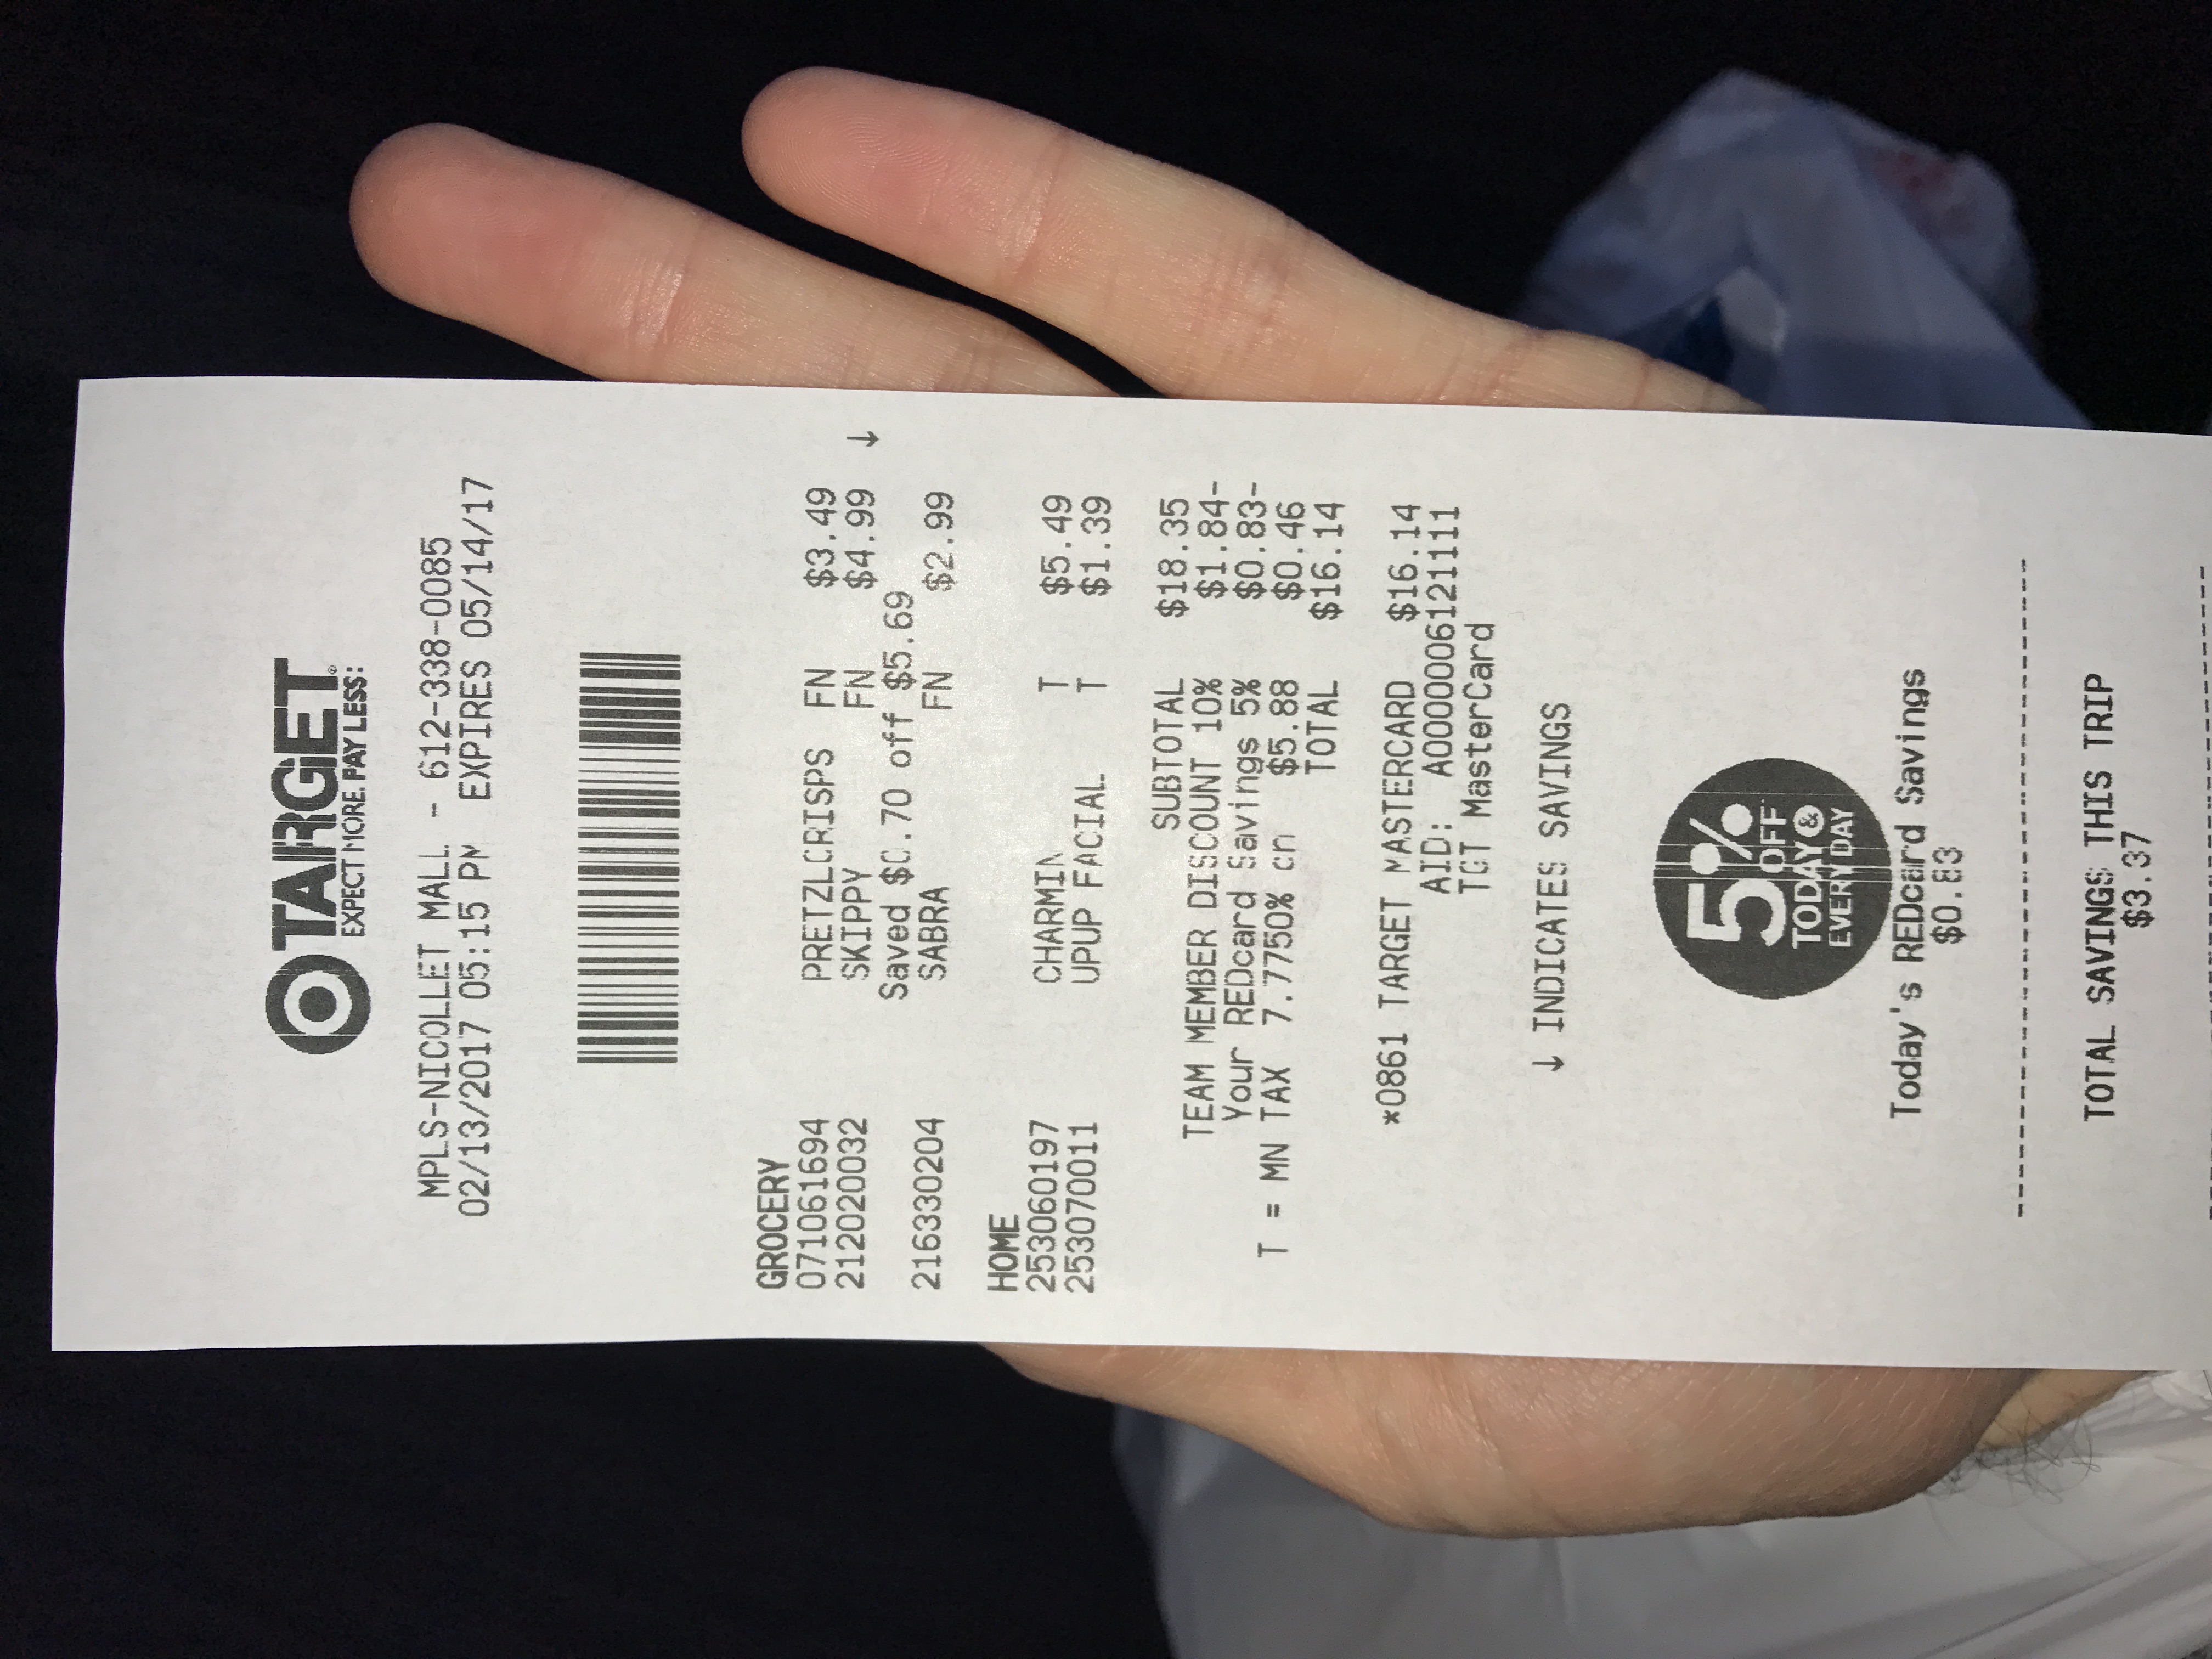 TARGET
EXPECT MORE. PAY LESS.
MPLS-NICOLLET MALL - 612-338-0085
02/13/2017 05:15 PM EXPIRES 05/14/17
GROCERY
071061694 PRETZLCRISPS FN $3.49
212020032 SKIPPY FN $4.99 ↓
Saved $0.70 off $5.69
216330204 SABRA FN $2.99
HOME
253060197 CHARMIN T $5.49
253070011 UPUP FACIAL T $1.39
SUBTOTAL $18.35
TEAM MEMBER DISCOUNT 10% $1.84-
Your REDcard Savings 5% $0.83-
T = MN TAX 7.7750% on $5.88 $0.46
TOTAL $16.14
*0861 TARGET MASTERCARD $16.14
AID: A0000006121111
TGT MasterCard
↓ INDICATES SAVINGS
5%
OFF
TODAY &
EVERY DAY
Today's REDcard Savings
$0.83
TOTAL SAVINGS THIS TRIP
$3.37